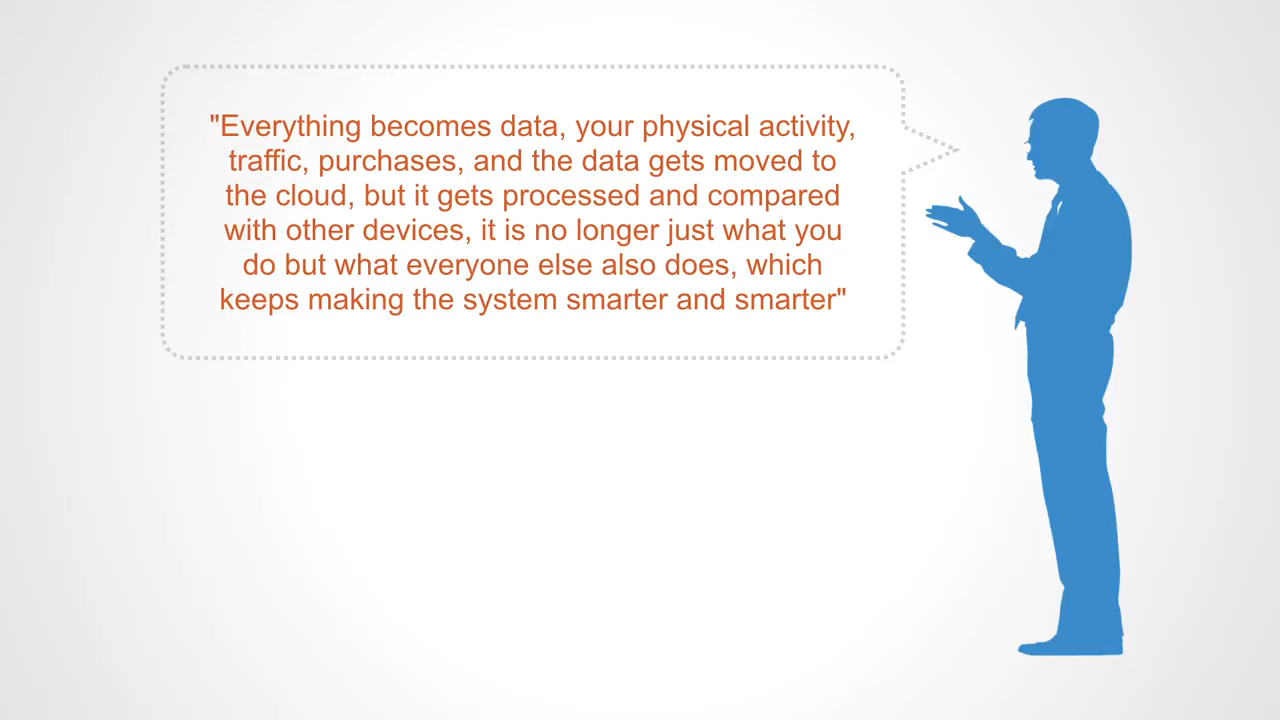 "Everything becomes data, your physical activity,
traffic, purchases, and the data gets moved to
the cloud, but it gets processed and compared
with other devices, it is no longer just what you
do but what everyone else also does, which
keeps making the system smarter and smarter"